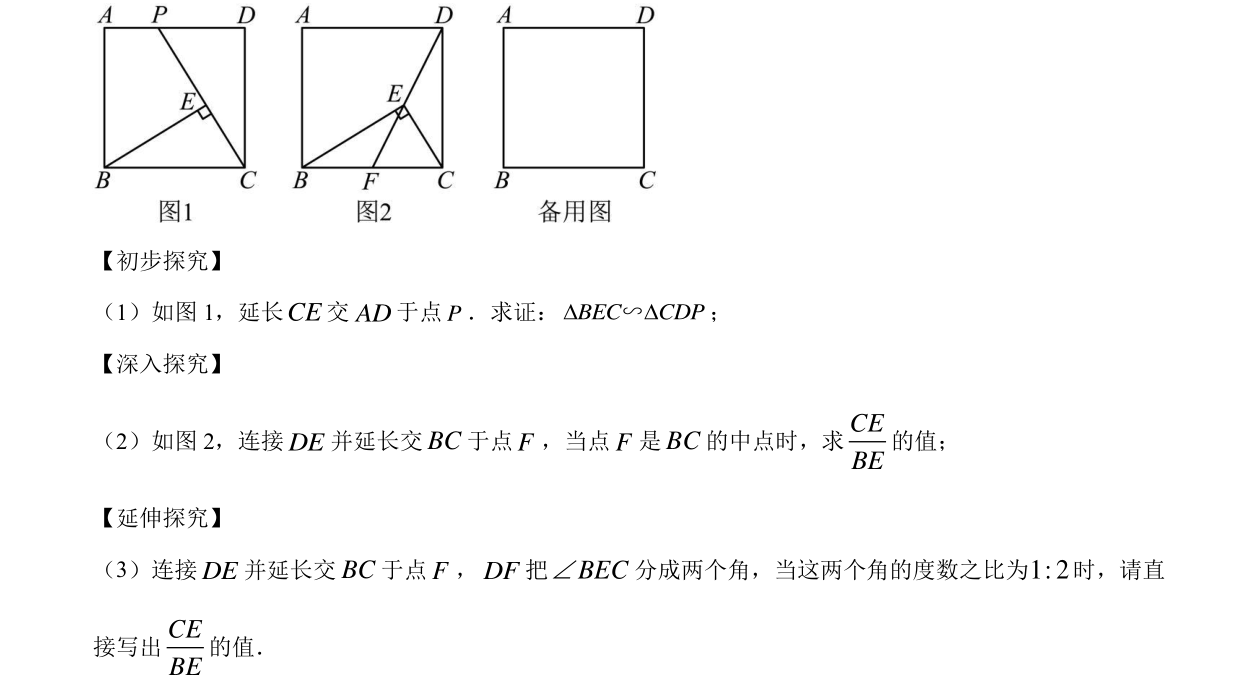 A P D A D A D
E E
B C B F C B C
图1 图2 备用图
【初步探究】
（1）如图 1，延长 CE 交 AD 于点 P．求证：ΔBEC∽ΔCDP；
【深入探究】
（2）如图 2，连接 DE 并延长交 BC 于点 F，当点 F 是 BC 的中点时，求 CE/BE 的值；
【延伸探究】
（3）连接 DE 并延长交 BC 于点 F，DF 把∠BEC 分成两个角，当这两个角的度数之比为1:2时，请直
接写出 CE/BE 的值．